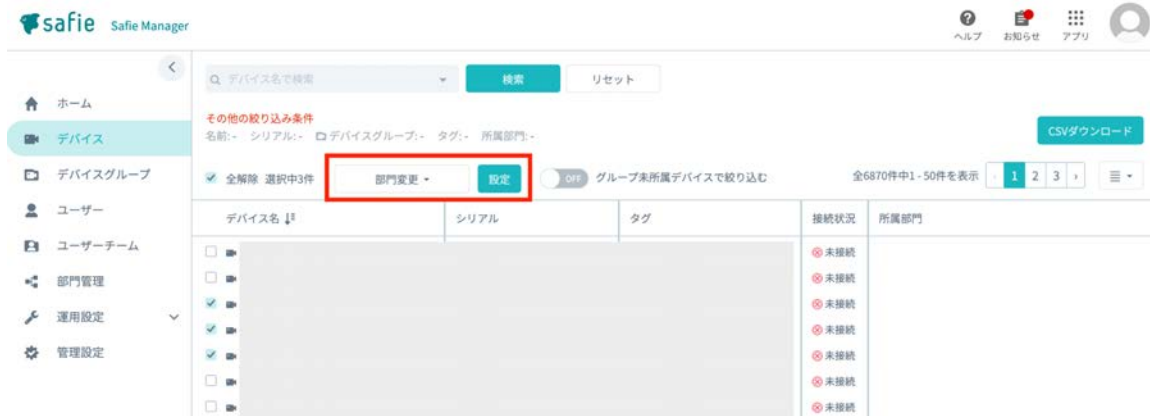 safie Safie Manager
ヘルプ お知らせ アプリ
デバイス名で検索 検索 リセット
ホーム
デバイス
デバイスグループ
ユーザー
ユーザーチーム
部門管理
運用設定
管理設定
その他の絞り込み条件
名前:- シリアル:- デバイスグループ:- タグ:- 所属部門:-
CSVダウンロード
全解除 選択中3件 部門変更 設定 OFF グループ未所属デバイスで絞り込む 全6870件中1-50件を表示 1 2 3
デバイス名 シリアル タグ 接続状況 所属部門
未接続
未接続
未接続
未接続
未接続
未接続
未接続